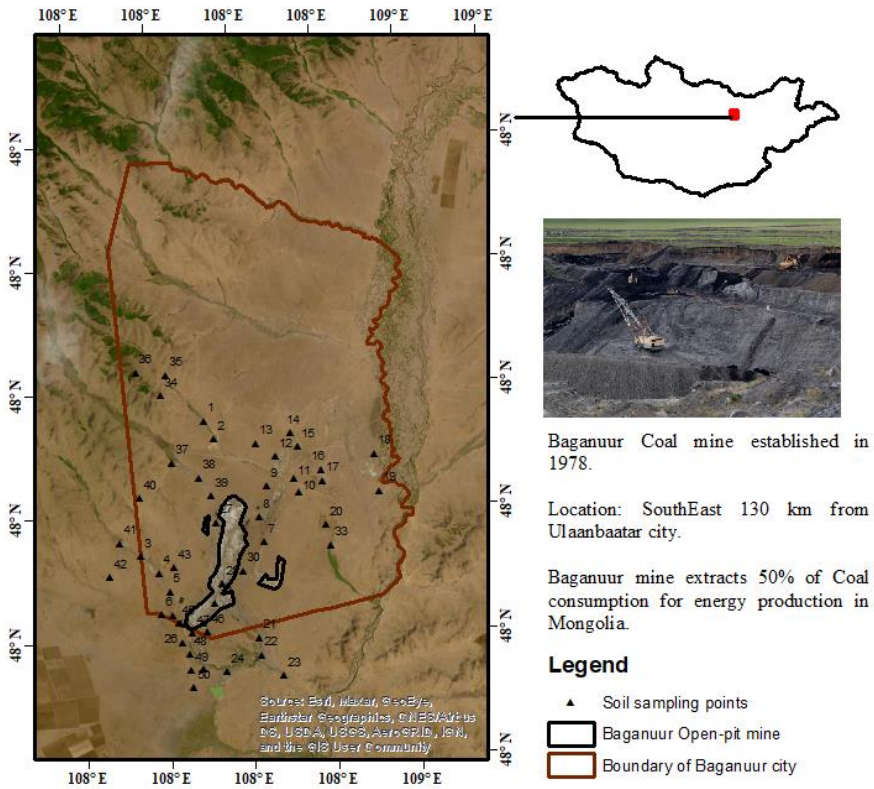 108°E 108°E 108°E 108°E 109°E 109°E
48°N
48°N
48°N
48°N
48°N
48°N
48°N
48°N
48°N
48°N
48°N
36
35
34
1
2
14
13
15
12
37
38
16
17
18
9
11
10
19
40
39
27
8
20
7
33
41
3
4
43
42
5
30
6
46
21
26
48
22
49
24
23
50
Source: Esri, Maxar, GeoEye,
Earthstar Geographics, CNES/Airbus
DS, USDA, USGS, AeroGRID, IGN,
and the GIS User Community
108°E 108°E 108°E 108°E 109°E
Baganuur Coal mine established in
1978.
Location: SouthEast 130 km from
Ulaanbaatar city.
Baganuur mine extracts 50% of Coal
consumption for energy production in
Mongolia.
Legend
Soil sampling points
Baganuur Open-pit mine
Boundary of Baganuur city